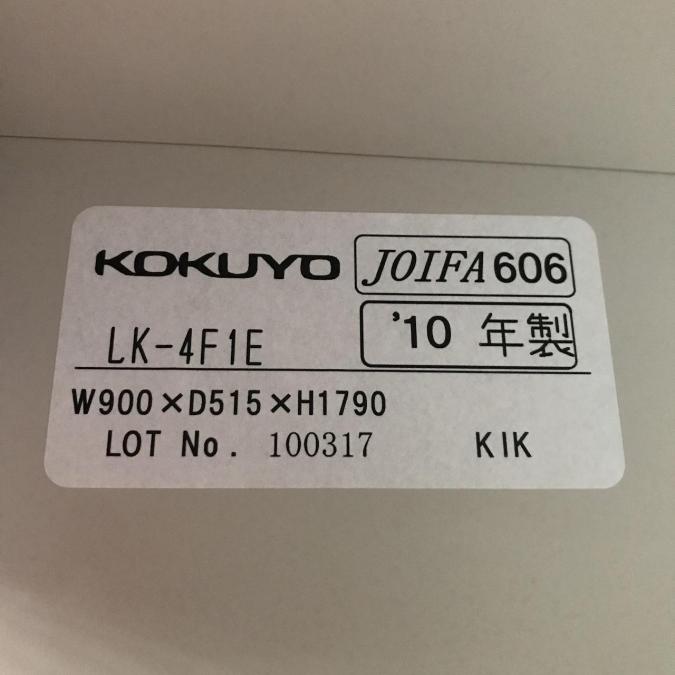 KOKUYO JOIFA606
LK-4F1E '10 年製
W900×D515×H1790
LOT No. 100317 KIK